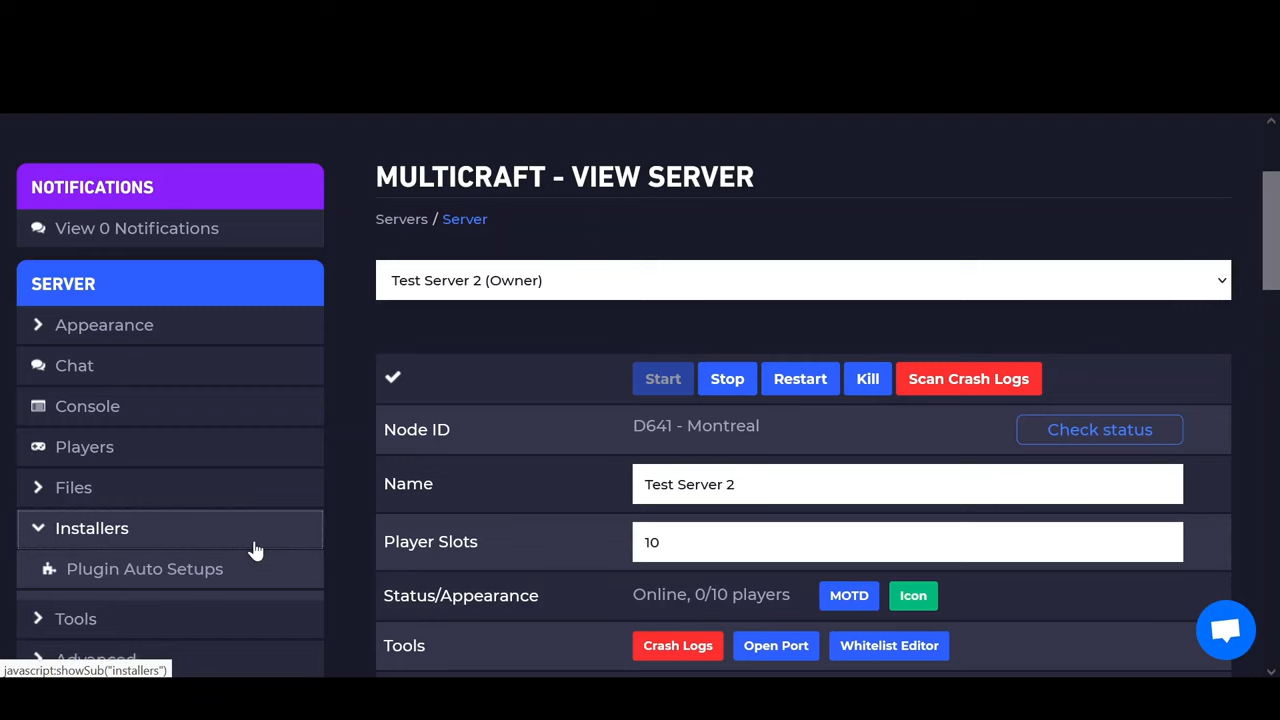 NOTIFICATIONS
View 0 Notifications
SERVER
Appearance
Chat
Console
Players
Files
Installers
Plugin Auto Setups
Tools
Advanced
javascript:showSub("installers")
MULTICRAFT - VIEW SERVER
Servers / Server
Test Server 2 (Owner)
Start Stop Restart Kill Scan Crash Logs
Node ID D641 - Montreal Check status
Name Test Server 2
Player Slots 10
Status/Appearance Online, 0/10 players MOTD Icon
Tools Crash Logs Open Port Whitelist Editor